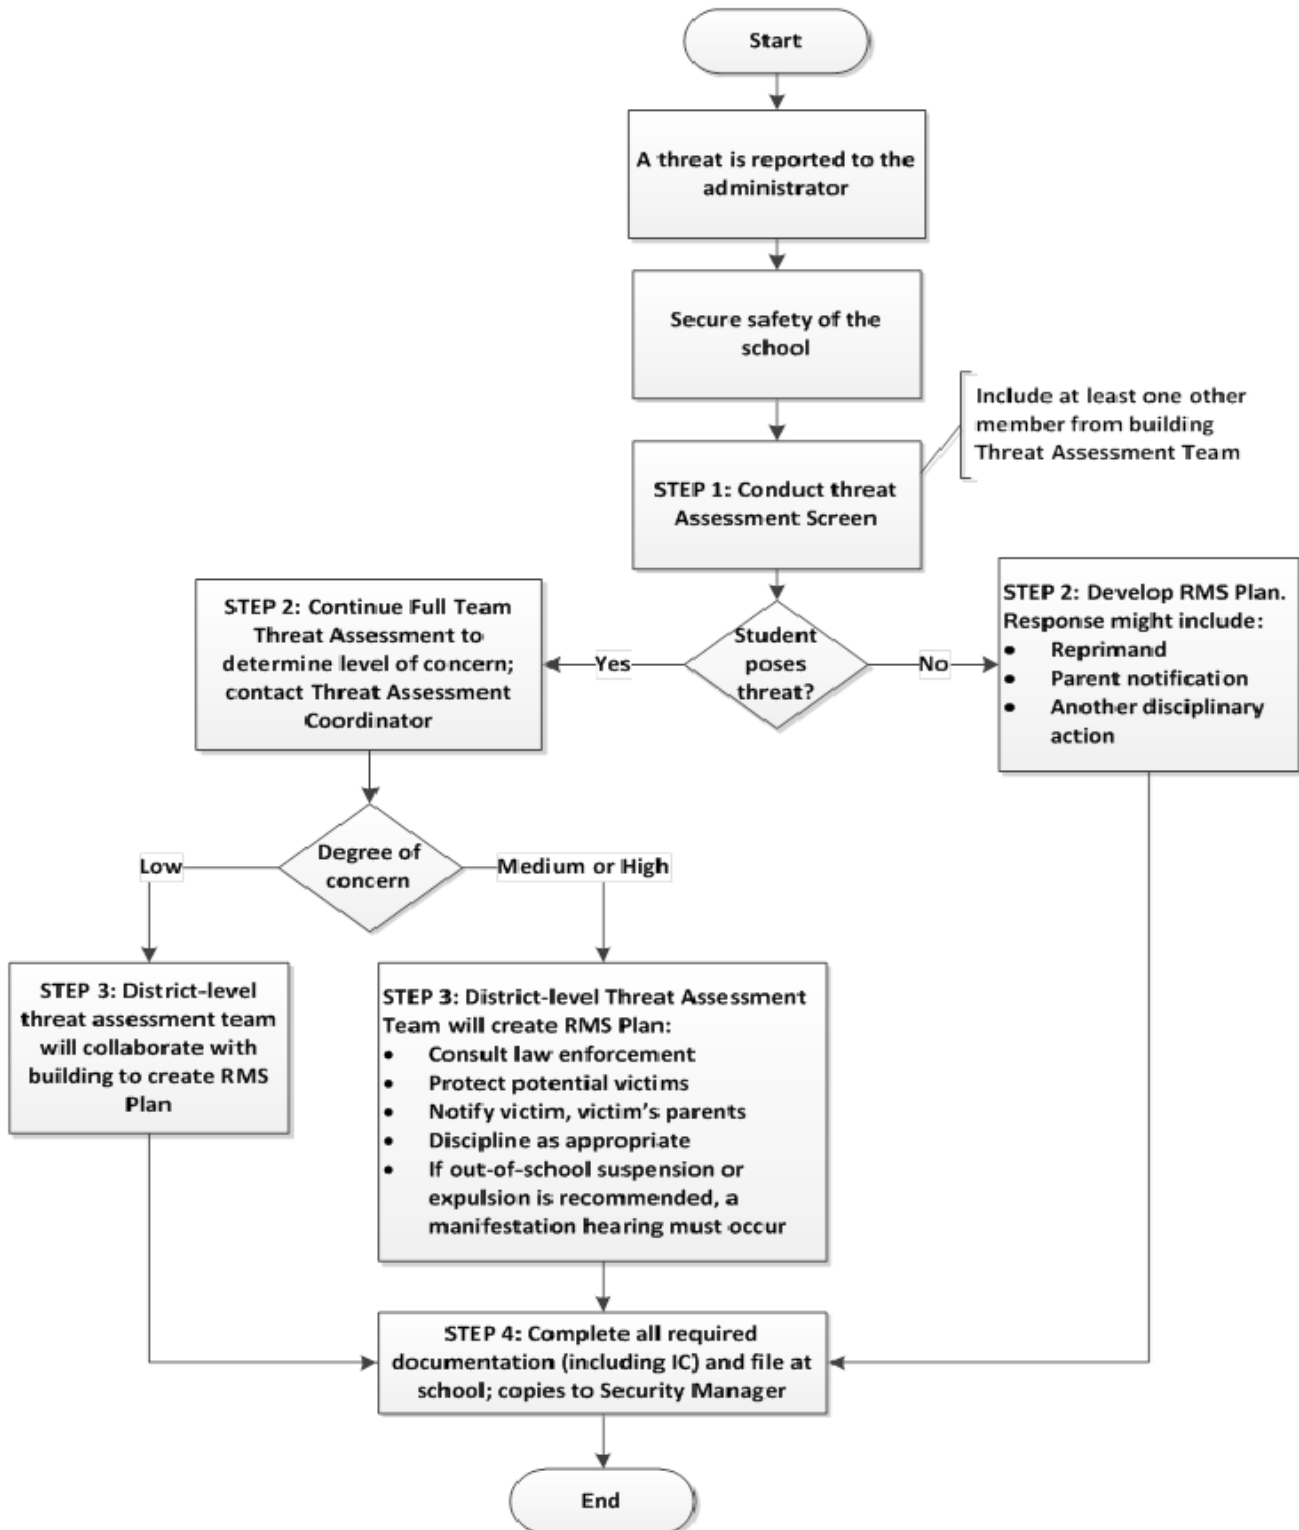 Start
A threat is reported to the
administrator
Secure safety of the
school
Include at least one other
member from building
Threat Assessment Team
STEP 1: Conduct threat
Assessment Screen
STEP 2: Continue Full Team
Threat Assessment to
determine level of concern;
contact Threat Assessment
Coordinator
Yes
Student
poses
threat?
No
STEP 2: Develop RMS Plan.
Response might include:
• Reprimand
• Parent notification
• Another disciplinary
action
Low
Degree of
concern
Medium or High
STEP 3: District-level
threat assessment team
will collaborate with
building to create RMS
Plan
STEP 3: District-level Threat Assessment
Team will create RMS Plan:
• Consult law enforcement
• Protect potential victims
• Notify victim, victim’s parents
• Discipline as appropriate
• If out-of-school suspension or
expulsion is recommended, a
manifestation hearing must occur
STEP 4: Complete all required
documentation (including IC) and file at
school; copies to Security Manager
End